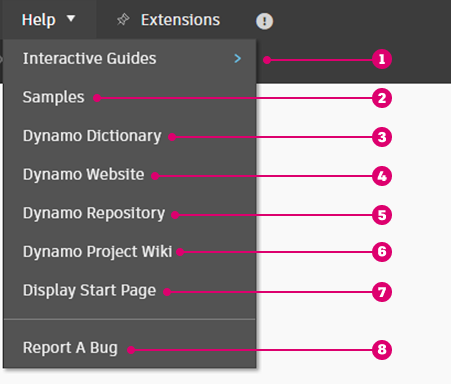 Help Extensions
Interactive Guides 1
Samples 2
Dynamo Dictionary 3
Dynamo Website 4
Dynamo Repository 5
Dynamo Project Wiki 6
Display Start Page 7
Report A Bug 8